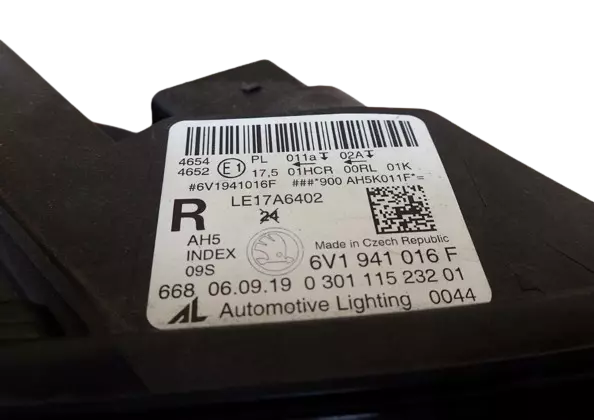 4654
4652
E1
PL 011a 02A
17,5 01HCR 00RL 01K
#6V1941016F ###*900 AH5K011F*=
R
LE17A6402
24
AH5
INDEX
09S
Made in Czech Republic
6V1 941 016 F
668 06.09.19 0 301 115 232 01
AL Automotive Lighting 0044